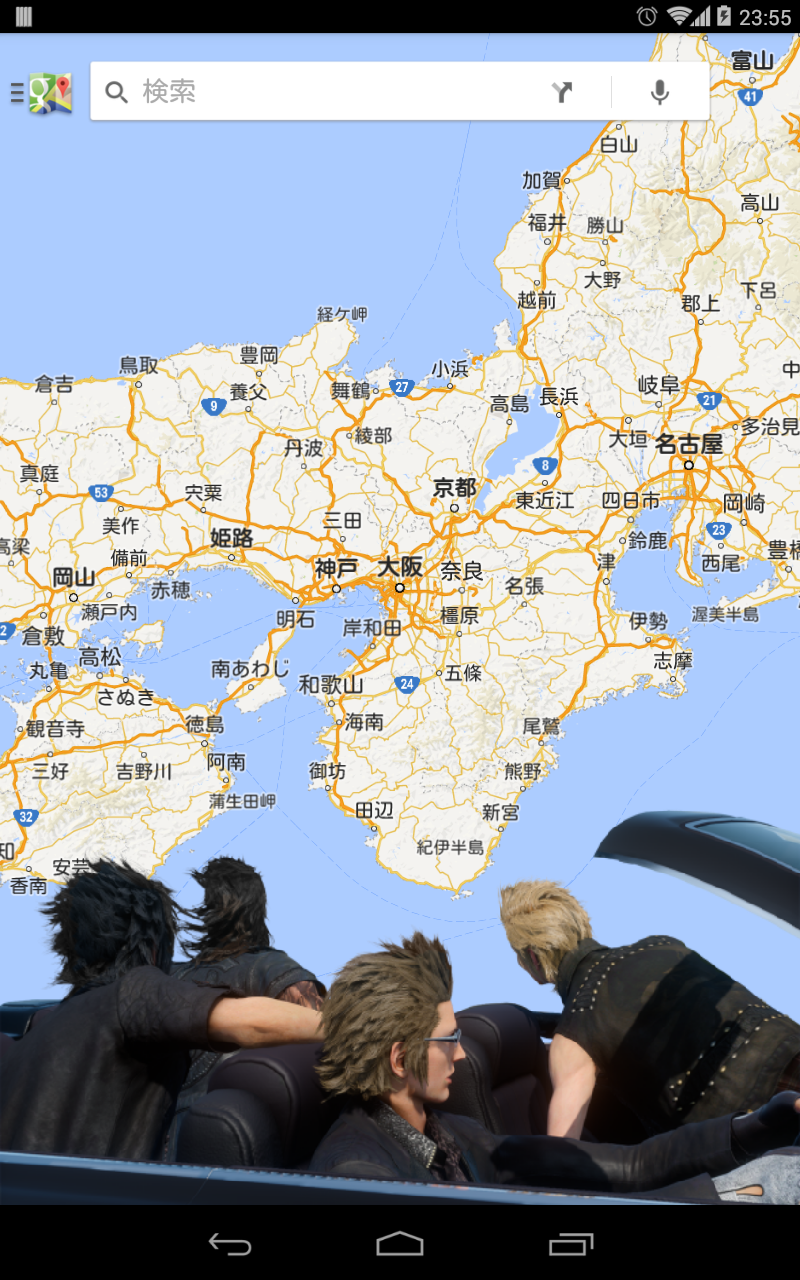 23:55
検索
富山
41
白山
加賀
高山
福井
勝山
大野
下呂
越前
郡上
経ケ岬
豊岡
小浜
鳥取
中
倉吉
養父
舞鶴
27
岐阜
高島
長浜
21
9
丹波
綾部
大垣
名古屋
多治見
真庭
8
53
宍粟
京都
東近江
四日市
岡崎
美作
三田
23
姫路
鈴鹿
高梁
備前
豊橋
岡山
神戸
大阪
奈良
津
西尾
赤穂
名張
瀬戸内
明石
橿原
伊勢
渥美半島
2
倉敷
岸和田
丸亀
高松
志摩
南あわじ
五條
さぬき
和歌山
24
観音寺
徳島
海南
尾鷲
三好
吉野川
阿南
御坊
熊野
蒲生田岬
田辺
新宮
32
知
紀伊半島
安芸
香南